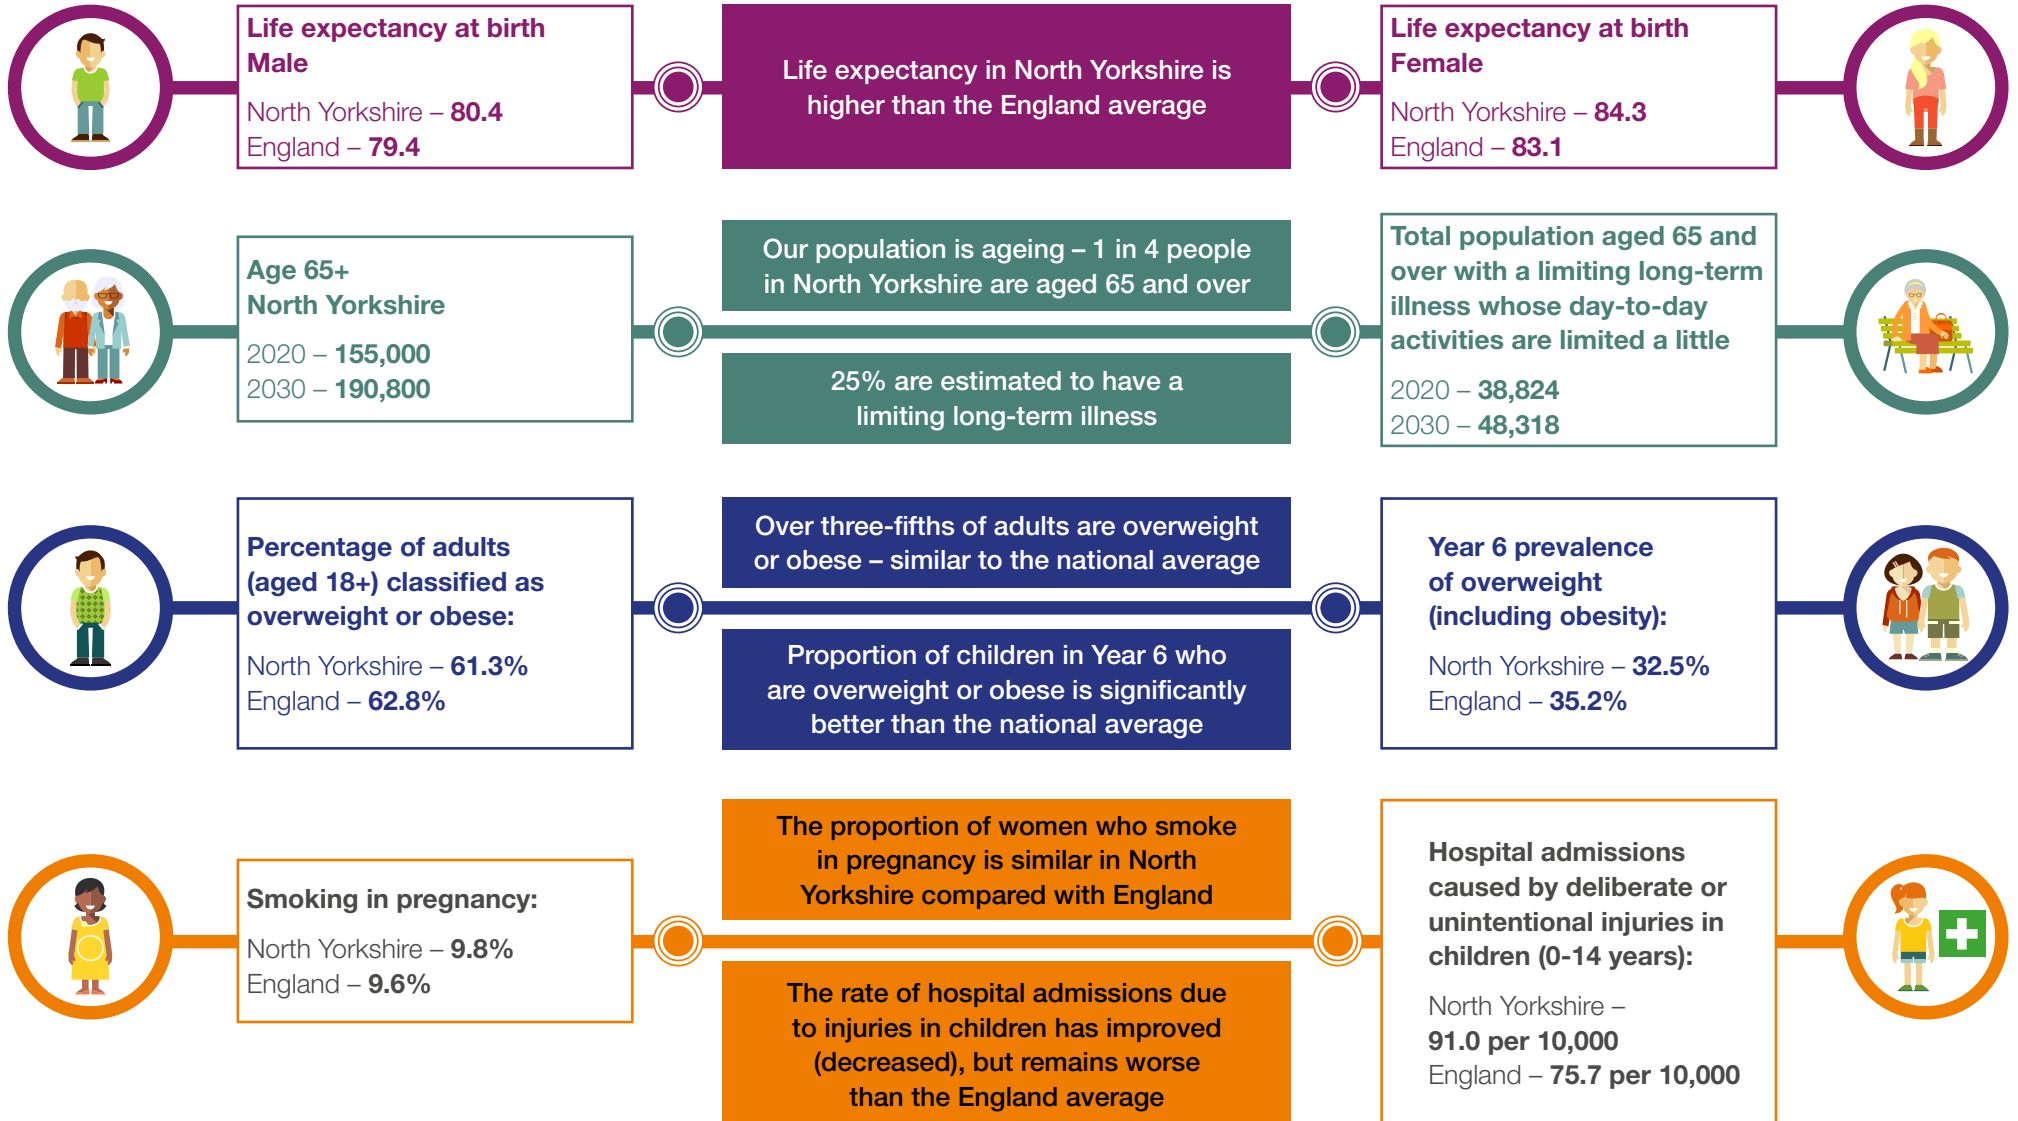 Life expectancy at birth
Male
North Yorkshire – 80.4
England – 79.4
Life expectancy in North Yorkshire is
higher than the England average
Life expectancy at birth
Female
North Yorkshire – 84.3
England – 83.1
Age 65+
North Yorkshire
2020 – 155,000
2030 – 190,800
Our population is ageing – 1 in 4 people
in North Yorkshire are aged 65 and over
25% are estimated to have a
limiting long-term illness
Total population aged 65 and
over with a limiting long-term
illness whose day-to-day
activities are limited a little
2020 – 38,824
2030 – 48,318
Percentage of adults
(aged 18+) classified as
overweight or obese:
North Yorkshire – 61.3%
England – 62.8%
Over three-fifths of adults are overweight
or obese – similar to the national average
Proportion of children in Year 6 who
are overweight or obese is significantly
better than the national average
Year 6 prevalence
of overweight
(including obesity):
North Yorkshire – 32.5%
England – 35.2%
Smoking in pregnancy:
North Yorkshire – 9.8%
England – 9.6%
The proportion of women who smoke
in pregnancy is similar in North
Yorkshire compared with England
The rate of hospital admissions due
to injuries in children has improved
(decreased), but remains worse
than the England average
Hospital admissions
caused by deliberate or
unintentional injuries in
children (0-14 years):
North Yorkshire –
91.0 per 10,000
England – 75.7 per 10,000